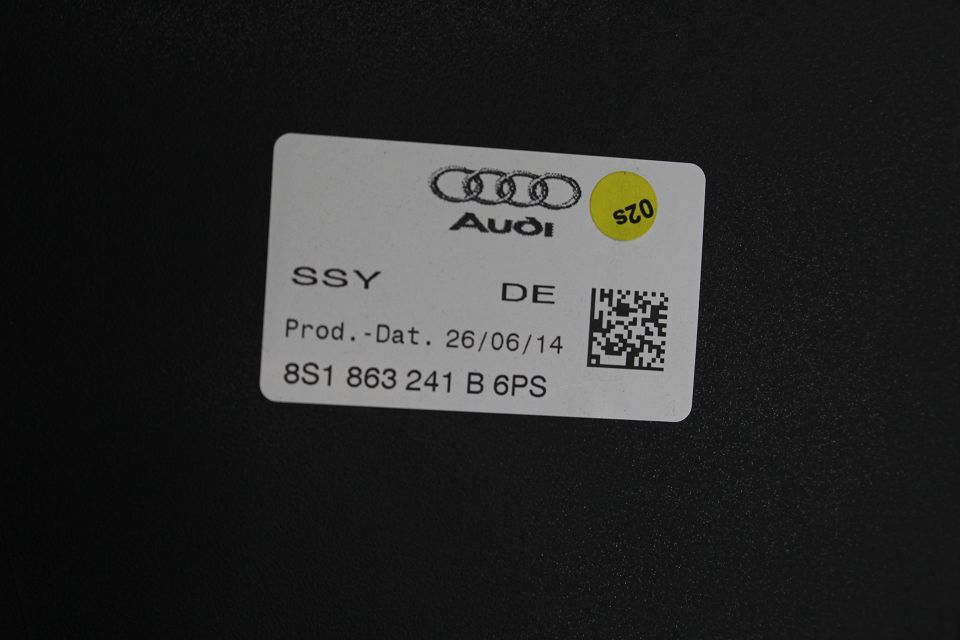 Audi
02s
SSY DE
Prod.-Dat. 26/06/14
8S1 863 241 B 6PS